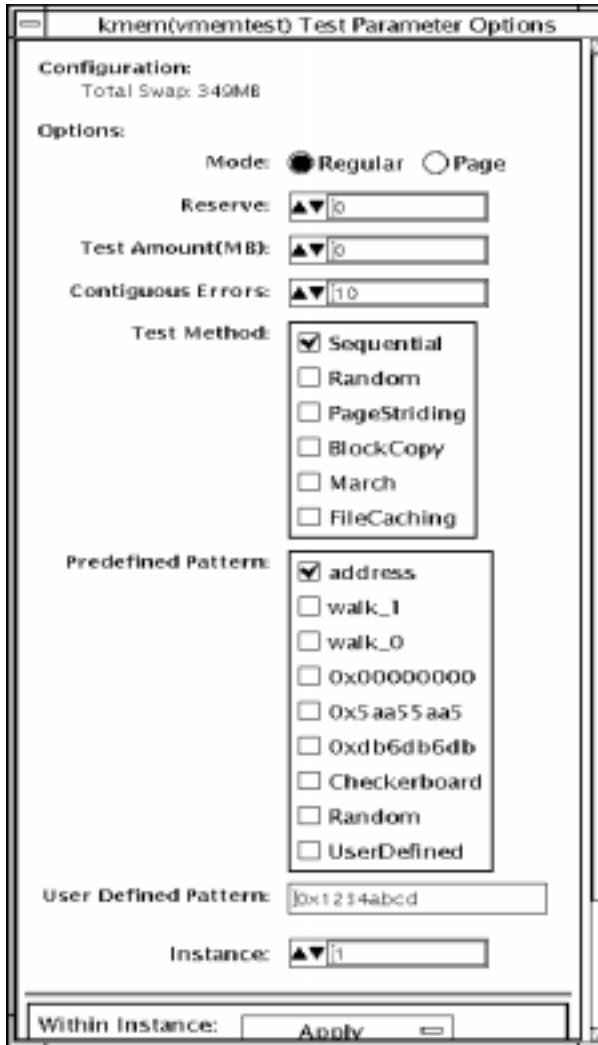 kmem(vmemtest) Test Parameter Options
Configuration:
Total Swap: 349MB
Options:
Mode: Regular Page
Reserve: 0
Test Amount(MB): 0
Contiguous Errors: 10
Test Method: Sequential
Random
PageStriding
BlockCopy
March
FileCaching
Predefined Pattern: address
walk_1
walk_0
0x00000000
0x5aa55aa5
0xdb6db6db
Checkerboard
Random
UserDefined
User Defined Pattern: 0x1234abcd
Instance: 1
Within Instance: Apply